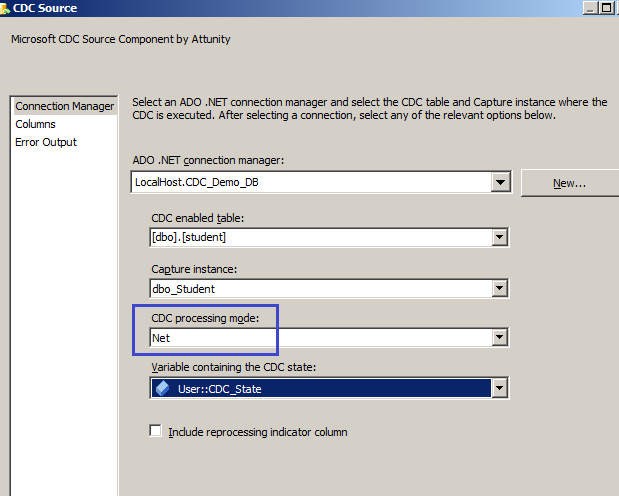 CDC Source
Microsoft CDC Source Component by Attunity
Connection Manager
Columns
Error Output
Select an ADO .NET connection manager and select the CDC table and Capture instance where the
CDC is executed. After selecting a connection, select any of the relevant options below.
ADO .NET connection manager:
LocalHost.CDC_Demo_DB
New...
CDC enabled table:
[dbo].[student]
Capture instance:
dbo_Student
CDC processing mode:
Net
Variable containing the CDC state:
User::CDC_State
Include reprocessing indicator column